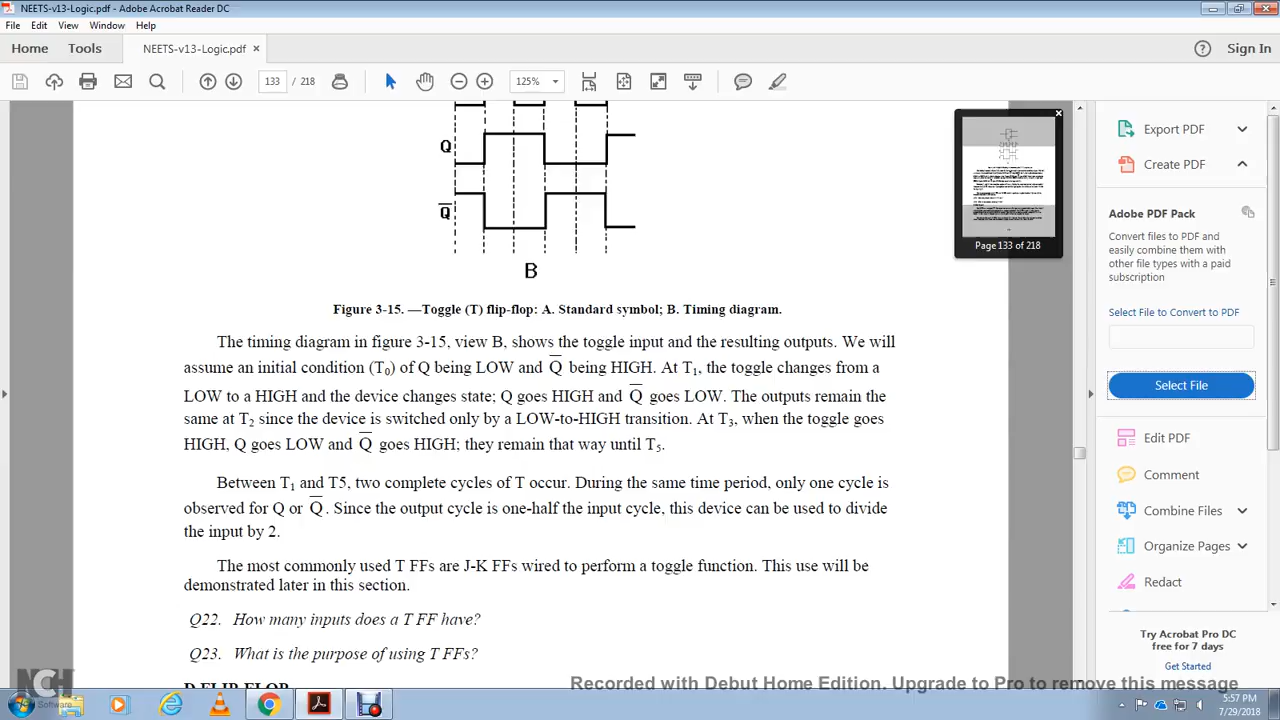 NEETS-v13-Logic.pdf - Adobe Acrobat Reader DC
File Edit View Window Help
Home Tools NEETS-v13-Logic.pdf × ? Sign In
133 / 218 125%
Q
Q̅
B
Figure 3-15. —Toggle (T) flip-flop: A. Standard symbol; B. Timing diagram.
The timing diagram in figure 3-15, view B, shows the toggle input and the resulting outputs. We will
assume an initial condition (T₀) of Q being LOW and Q̅ being HIGH. At T₁, the toggle changes from a
LOW to a HIGH and the device changes state; Q goes HIGH and Q̅ goes LOW. The outputs remain the
same at T₂ since the device is switched only by a LOW-to-HIGH transition. At T₃, when the toggle goes
HIGH, Q goes LOW and Q̅ goes HIGH; they remain that way until T₅.
Between T₁ and T5, two complete cycles of T occur. During the same time period, only one cycle is
observed for Q or Q̅. Since the output cycle is one-half the input cycle, this device can be used to divide
the input by 2.
The most commonly used T FFs are J-K FFs wired to perform a toggle function. This use will be
demonstrated later in this section.
Q22. How many inputs does a T FF have?
Q23. What is the purpose of using T FFs?
D FLIP-FLOP
Page 133 of 218
Export PDF
Create PDF
Adobe PDF Pack
Convert files to PDF and
easily combine them with
other file types with a paid
subscription
Select File to Convert to PDF
Select File
Edit PDF
Comment
Combine Files
Organize Pages
Redact
Try Acrobat Pro DC
free for 7 days
Get Started
NCH
Software
Recorded with Debut Home Edition. Upgrade to Pro to remove this message
5:57 PM
7/29/2018